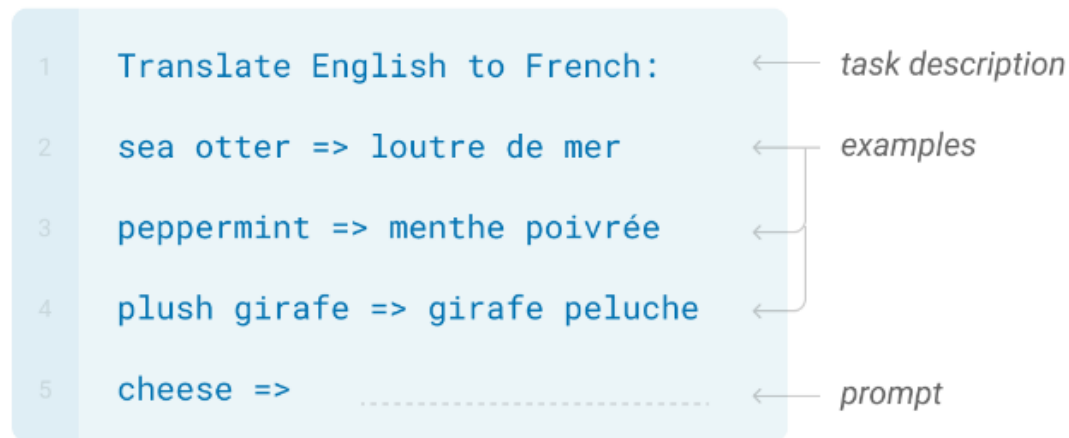 1 Translate English to French: task description
2 sea otter => loutre de mer examples
3 peppermint => menthe poivrée
4 plush girafe => girafe peluche
5 cheese => prompt